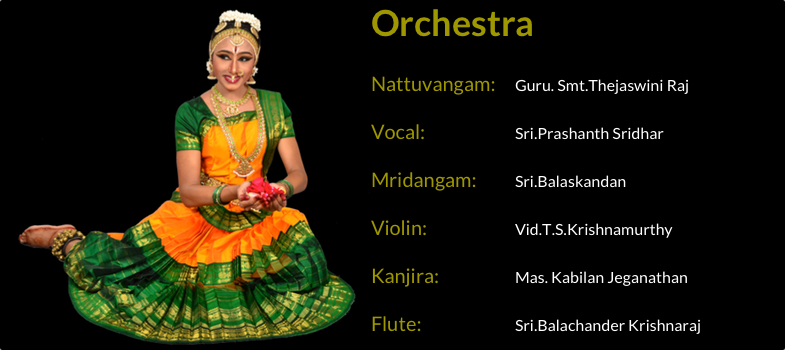 Orchestra
Nattuvangam: Guru. Smt.Thejaswini Raj
Vocal: Sri.Prashanth Sridhar
Mridangam: Sri.Balaskandan
Violin: Vid.T.S.Krishnamurthy
Kanjira: Mas. Kabilan Jeganathan
Flute: Sri.Balachander Krishnaraj